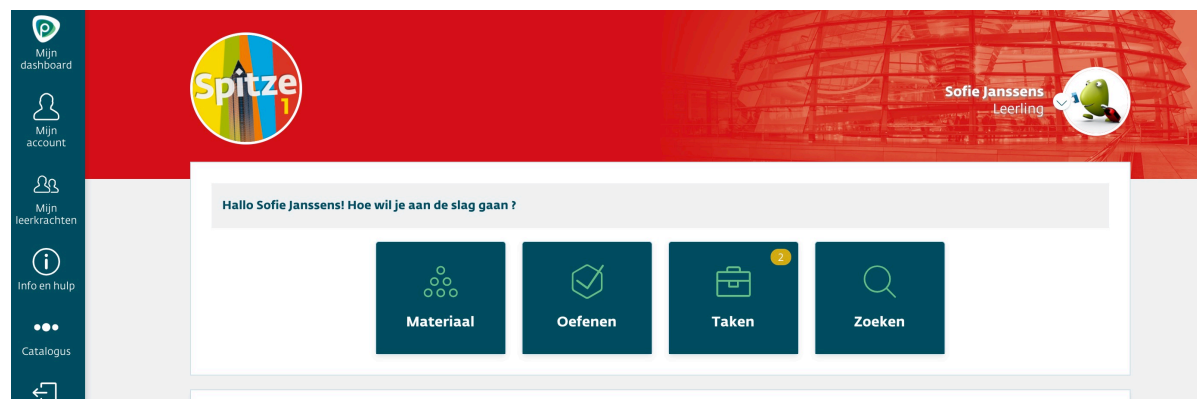 Mijn
dashboard
Mijn
account
Mijn
leerkrachten
Info en hulp
Catalogus
Spitze
1
Sofie Janssens
Leerling
Hallo Sofie Janssens! Hoe wil je aan de slag gaan ?
Materiaal
Oefenen
2
Taken
Zoeken